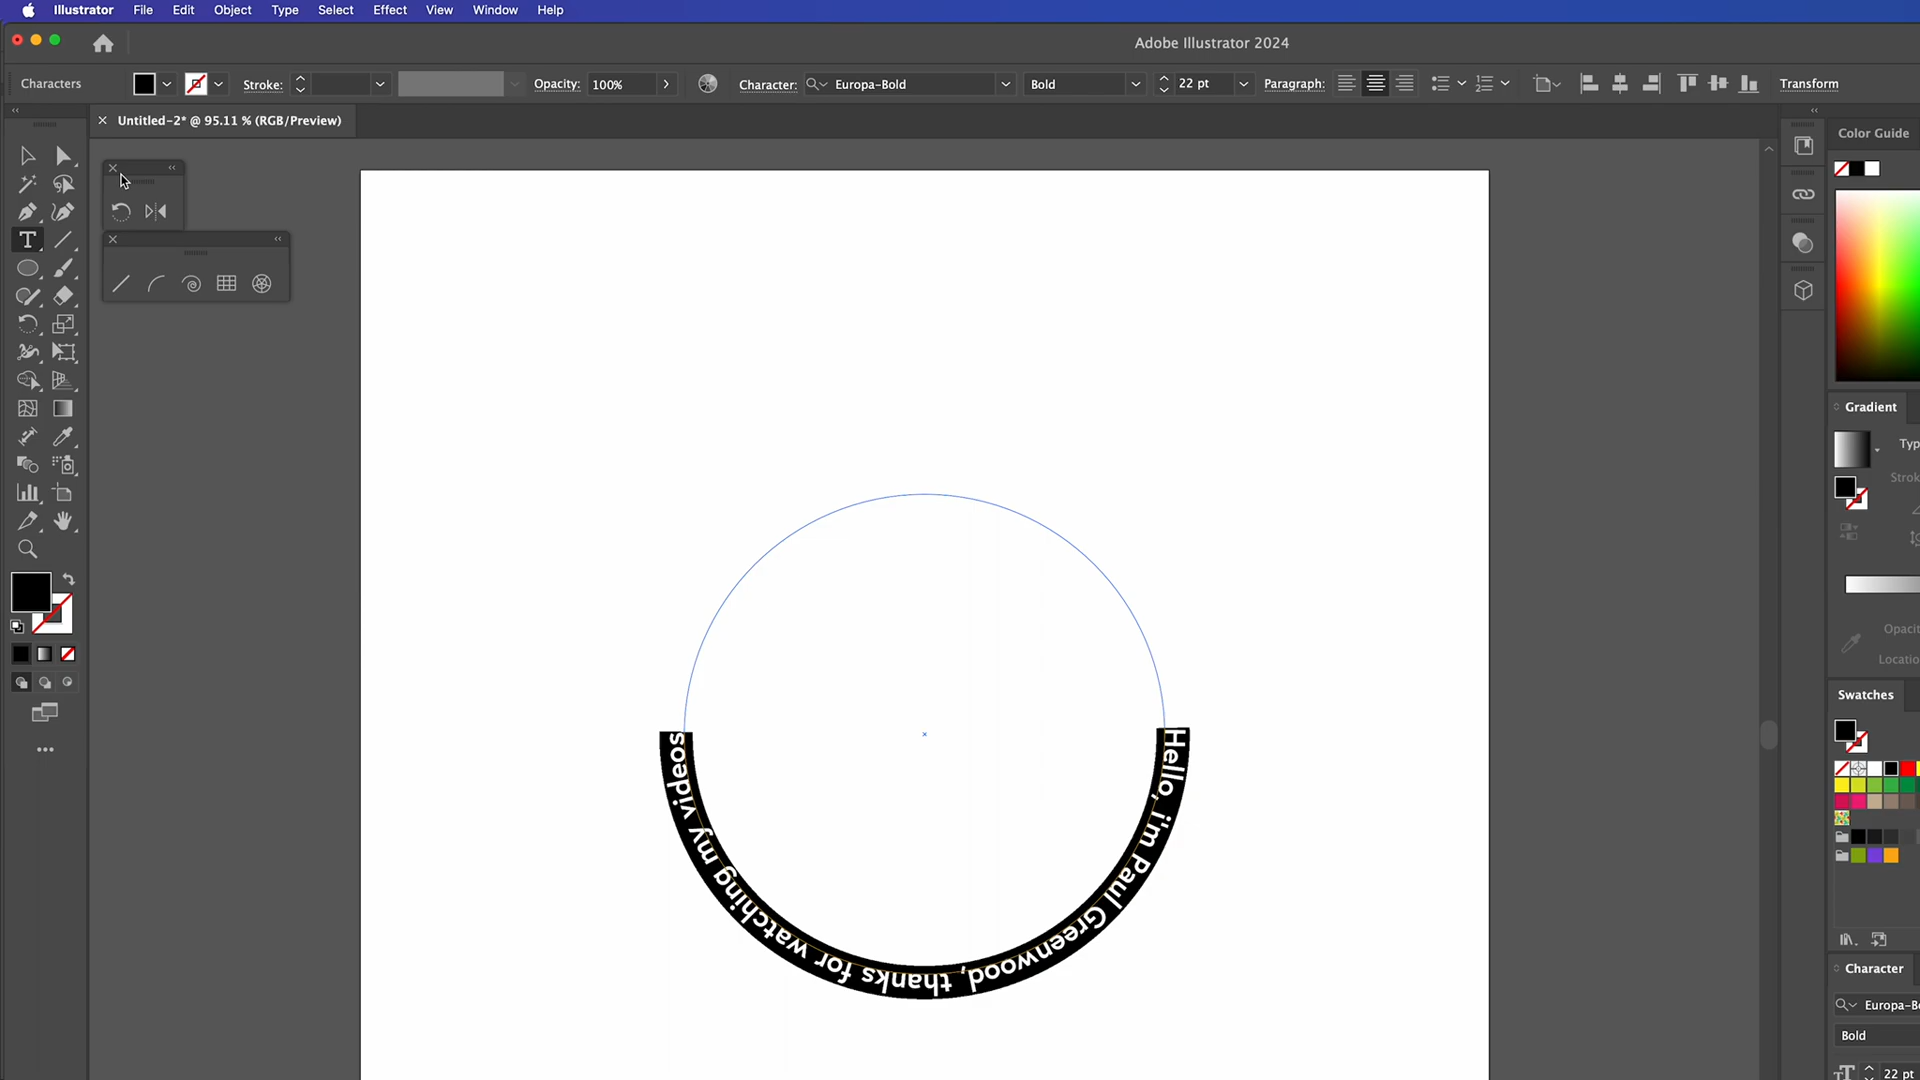 Illustrator File Edit Object Type Select Effect View Window Help
Adobe Illustrator 2024
Characters Stroke: Opacity: 100% Character: Europa-Bold Bold 22 pt Paragraph: Transform
Untitled-2* @ 95.11 % (RGB/Preview)
Color Guide
Gradient
Typ
Strok
Opacit
Locatio
Swatches
Character
Europa-Bo
Bold
22 pt
Hello, i'm Paul Greenwood, thanks for watching my videos